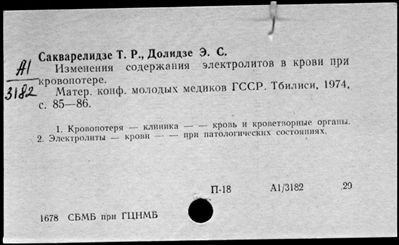 Сакварелидзе Т. Р., Долидзе Э. С.
А1
3182
Изменения содержания электролитов в крови при
кровопотере.
Матер. конф. молодых медиков ГССР. Тбилиси, 1974,
с. 85—86.
1. Кровопотеря — клиника — — кровь и кроветворные органы.
2. Электролиты — крови — — при патологических состояниях.
П-18 А1/3182 29
1678 СБМБ при ГЦНМБ